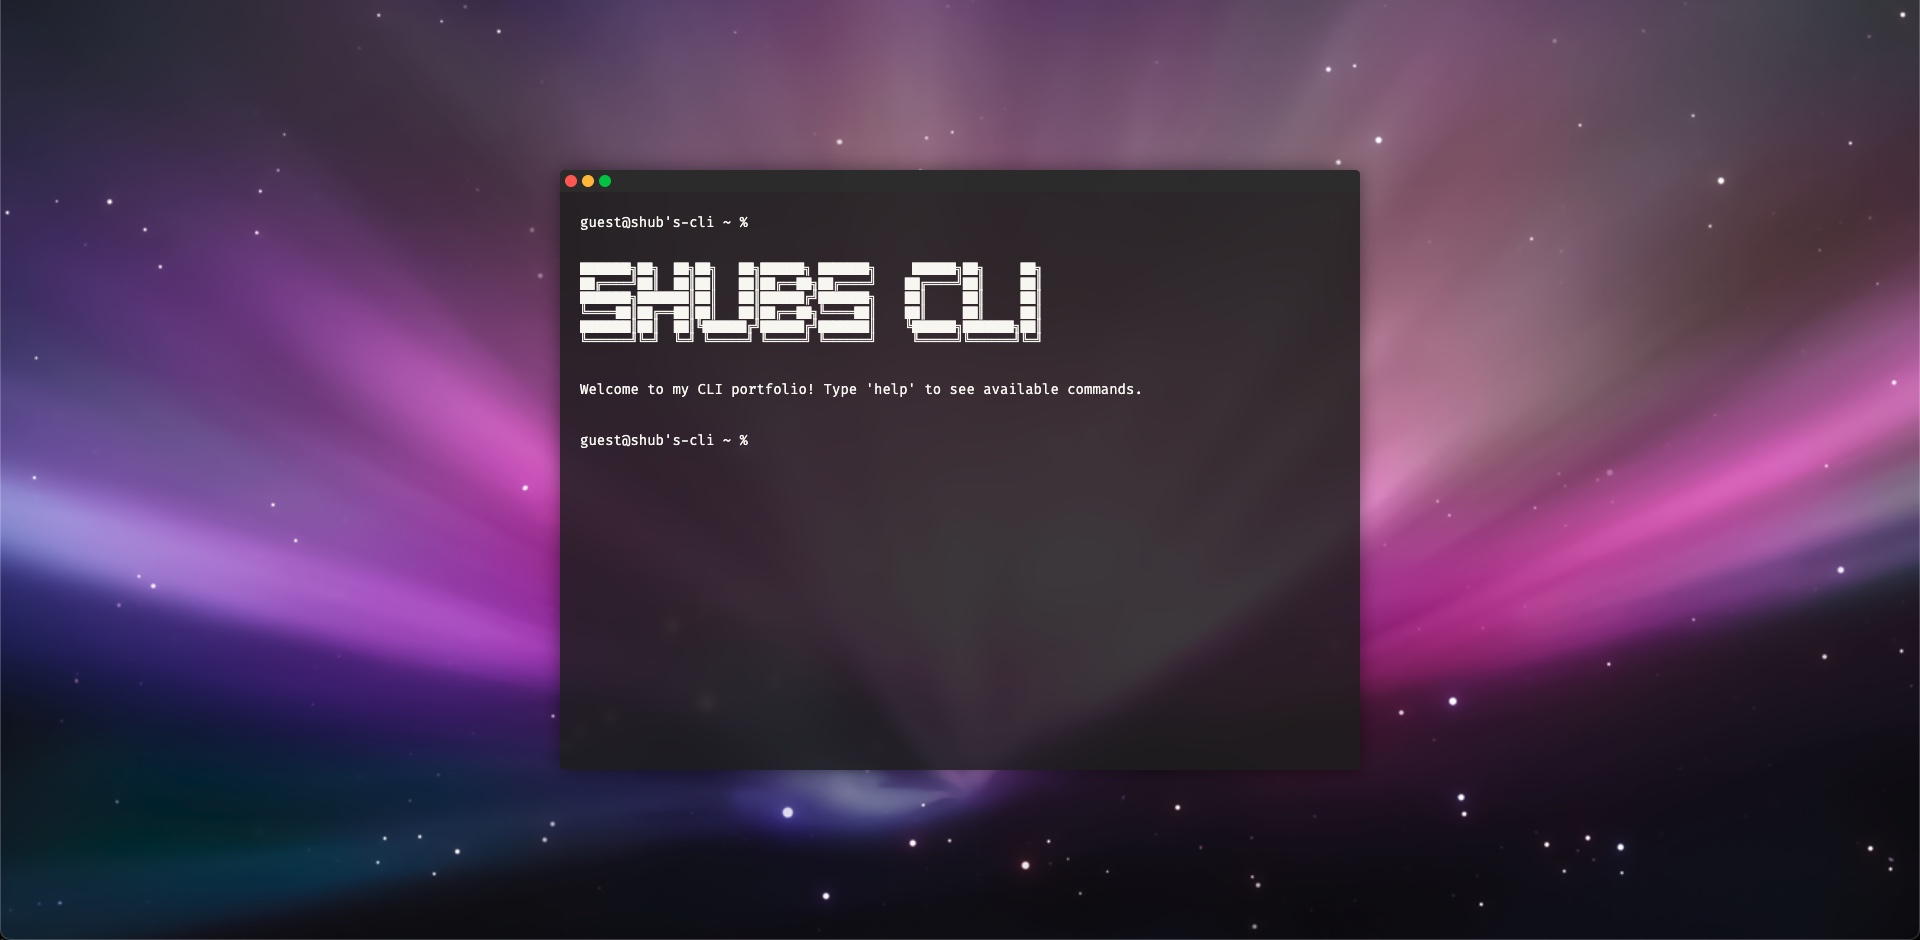 guest@shub's-cli ~ %
SHUBS CLI
Welcome to my CLI portfolio! Type 'help' to see available commands.
guest@shub's-cli ~ %